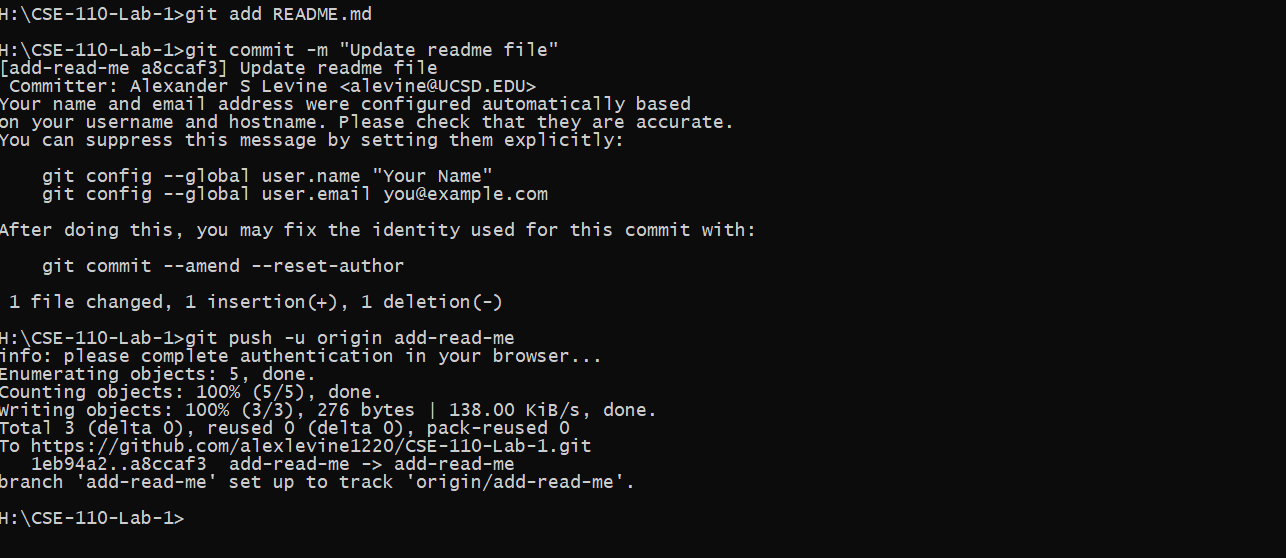 H:\CSE-110-Lab-1>git add README.md
H:\CSE-110-Lab-1>git commit -m "Update readme file"
[add-read-me a8ccaf3] Update readme file
Committer: Alexander S Levine <alevine@UCSD.EDU>
Your name and email address were configured automatically based
on your username and hostname. Please check that they are accurate.
You can suppress this message by setting them explicitly:
git config --global user.name "Your Name"
git config --global user.email you@example.com
After doing this, you may fix the identity used for this commit with:
git commit --amend --reset-author
1 file changed, 1 insertion(+), 1 deletion(-)
H:\CSE-110-Lab-1>git push -u origin add-read-me
info: please complete authentication in your browser...
Enumerating objects: 5, done.
Counting objects: 100% (5/5), done.
Writing objects: 100% (3/3), 276 bytes | 138.00 KiB/s, done.
Total 3 (delta 0), reused 0 (delta 0), pack-reused 0
To https://github.com/alexlevine1220/CSE-110-Lab-1.git
1eb94a2..a8ccaf3  add-read-me -> add-read-me
branch 'add-read-me' set up to track 'origin/add-read-me'.
H:\CSE-110-Lab-1>